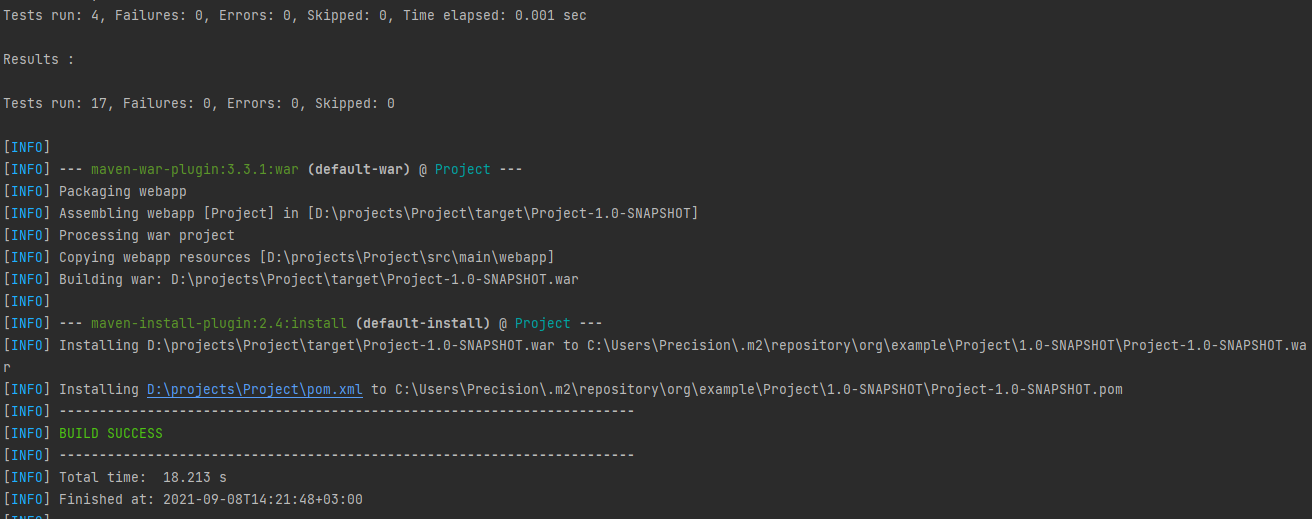 Tests run: 4, Failures: 0, Errors: 0, Skipped: 0, Time elapsed: 0.001 sec
Results :
Tests run: 17, Failures: 0, Errors: 0, Skipped: 0
[INFO]
[INFO] --- maven-war-plugin:3.3.1:war (default-war) @ Project ---
[INFO] Packaging webapp
[INFO] Assembling webapp [Project] in [D:\projects\Project\target\Project-1.0-SNAPSHOT]
[INFO] Processing war project
[INFO] Copying webapp resources [D:\projects\Project\src\main\webapp]
[INFO] Building war: D:\projects\Project\target\Project-1.0-SNAPSHOT.war
[INFO]
[INFO] --- maven-install-plugin:2.4:install (default-install) @ Project ---
[INFO] Installing D:\projects\Project\target\Project-1.0-SNAPSHOT.war to C:\Users\Precision\.m2\repository\org\example\Project\1.0-SNAPSHOT\Project-1.0-SNAPSHOT.wa
r
[INFO] Installing D:\projects\Project\pom.xml to C:\Users\Precision\.m2\repository\org\example\Project\1.0-SNAPSHOT\Project-1.0-SNAPSHOT.pom
[INFO] ------------------------------------------------------------------------
[INFO] BUILD SUCCESS
[INFO] ------------------------------------------------------------------------
[INFO] Total time:  18.213 s
[INFO] Finished at: 2021-09-08T14:21:48+03:00